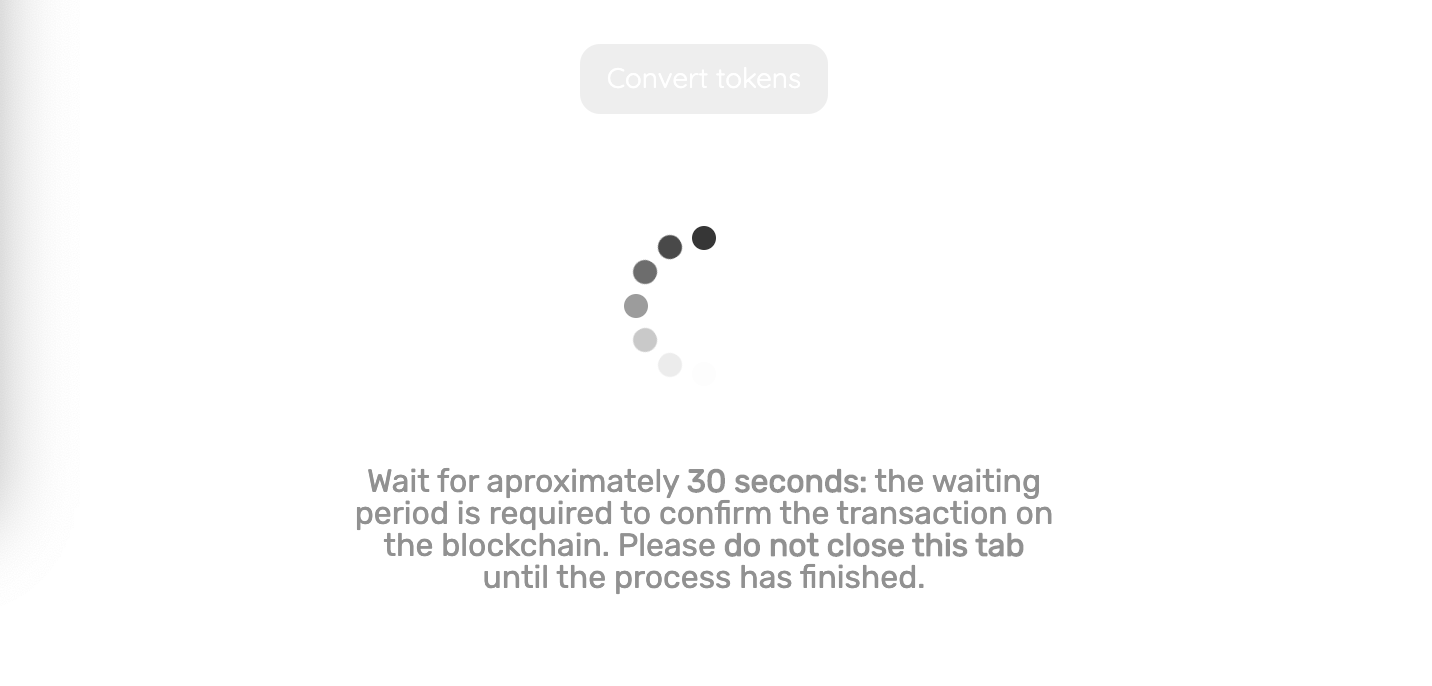 Convert tokens
Wait for aproximately 30 seconds: the waiting
period is required to confirm the transaction on
the blockchain. Please do not close this tab
until the process has finished.